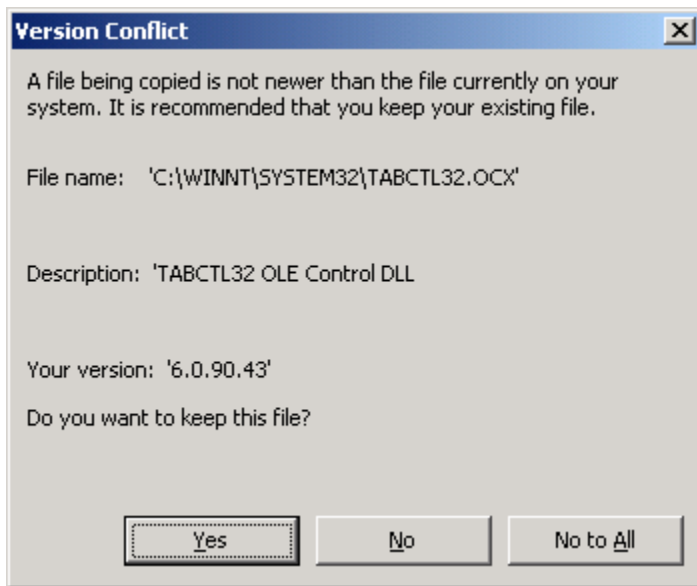 Version Conflict
A file being copied is not newer than the file currently on your
system. It is recommended that you keep your existing file.
File name: 'C:\WINNT\SYSTEM32\TABCTL32.OCX'
Description: 'TABCTL32 OLE Control DLL
Your version: '6.0.90.43'
Do you want to keep this file?
Yes No No to All